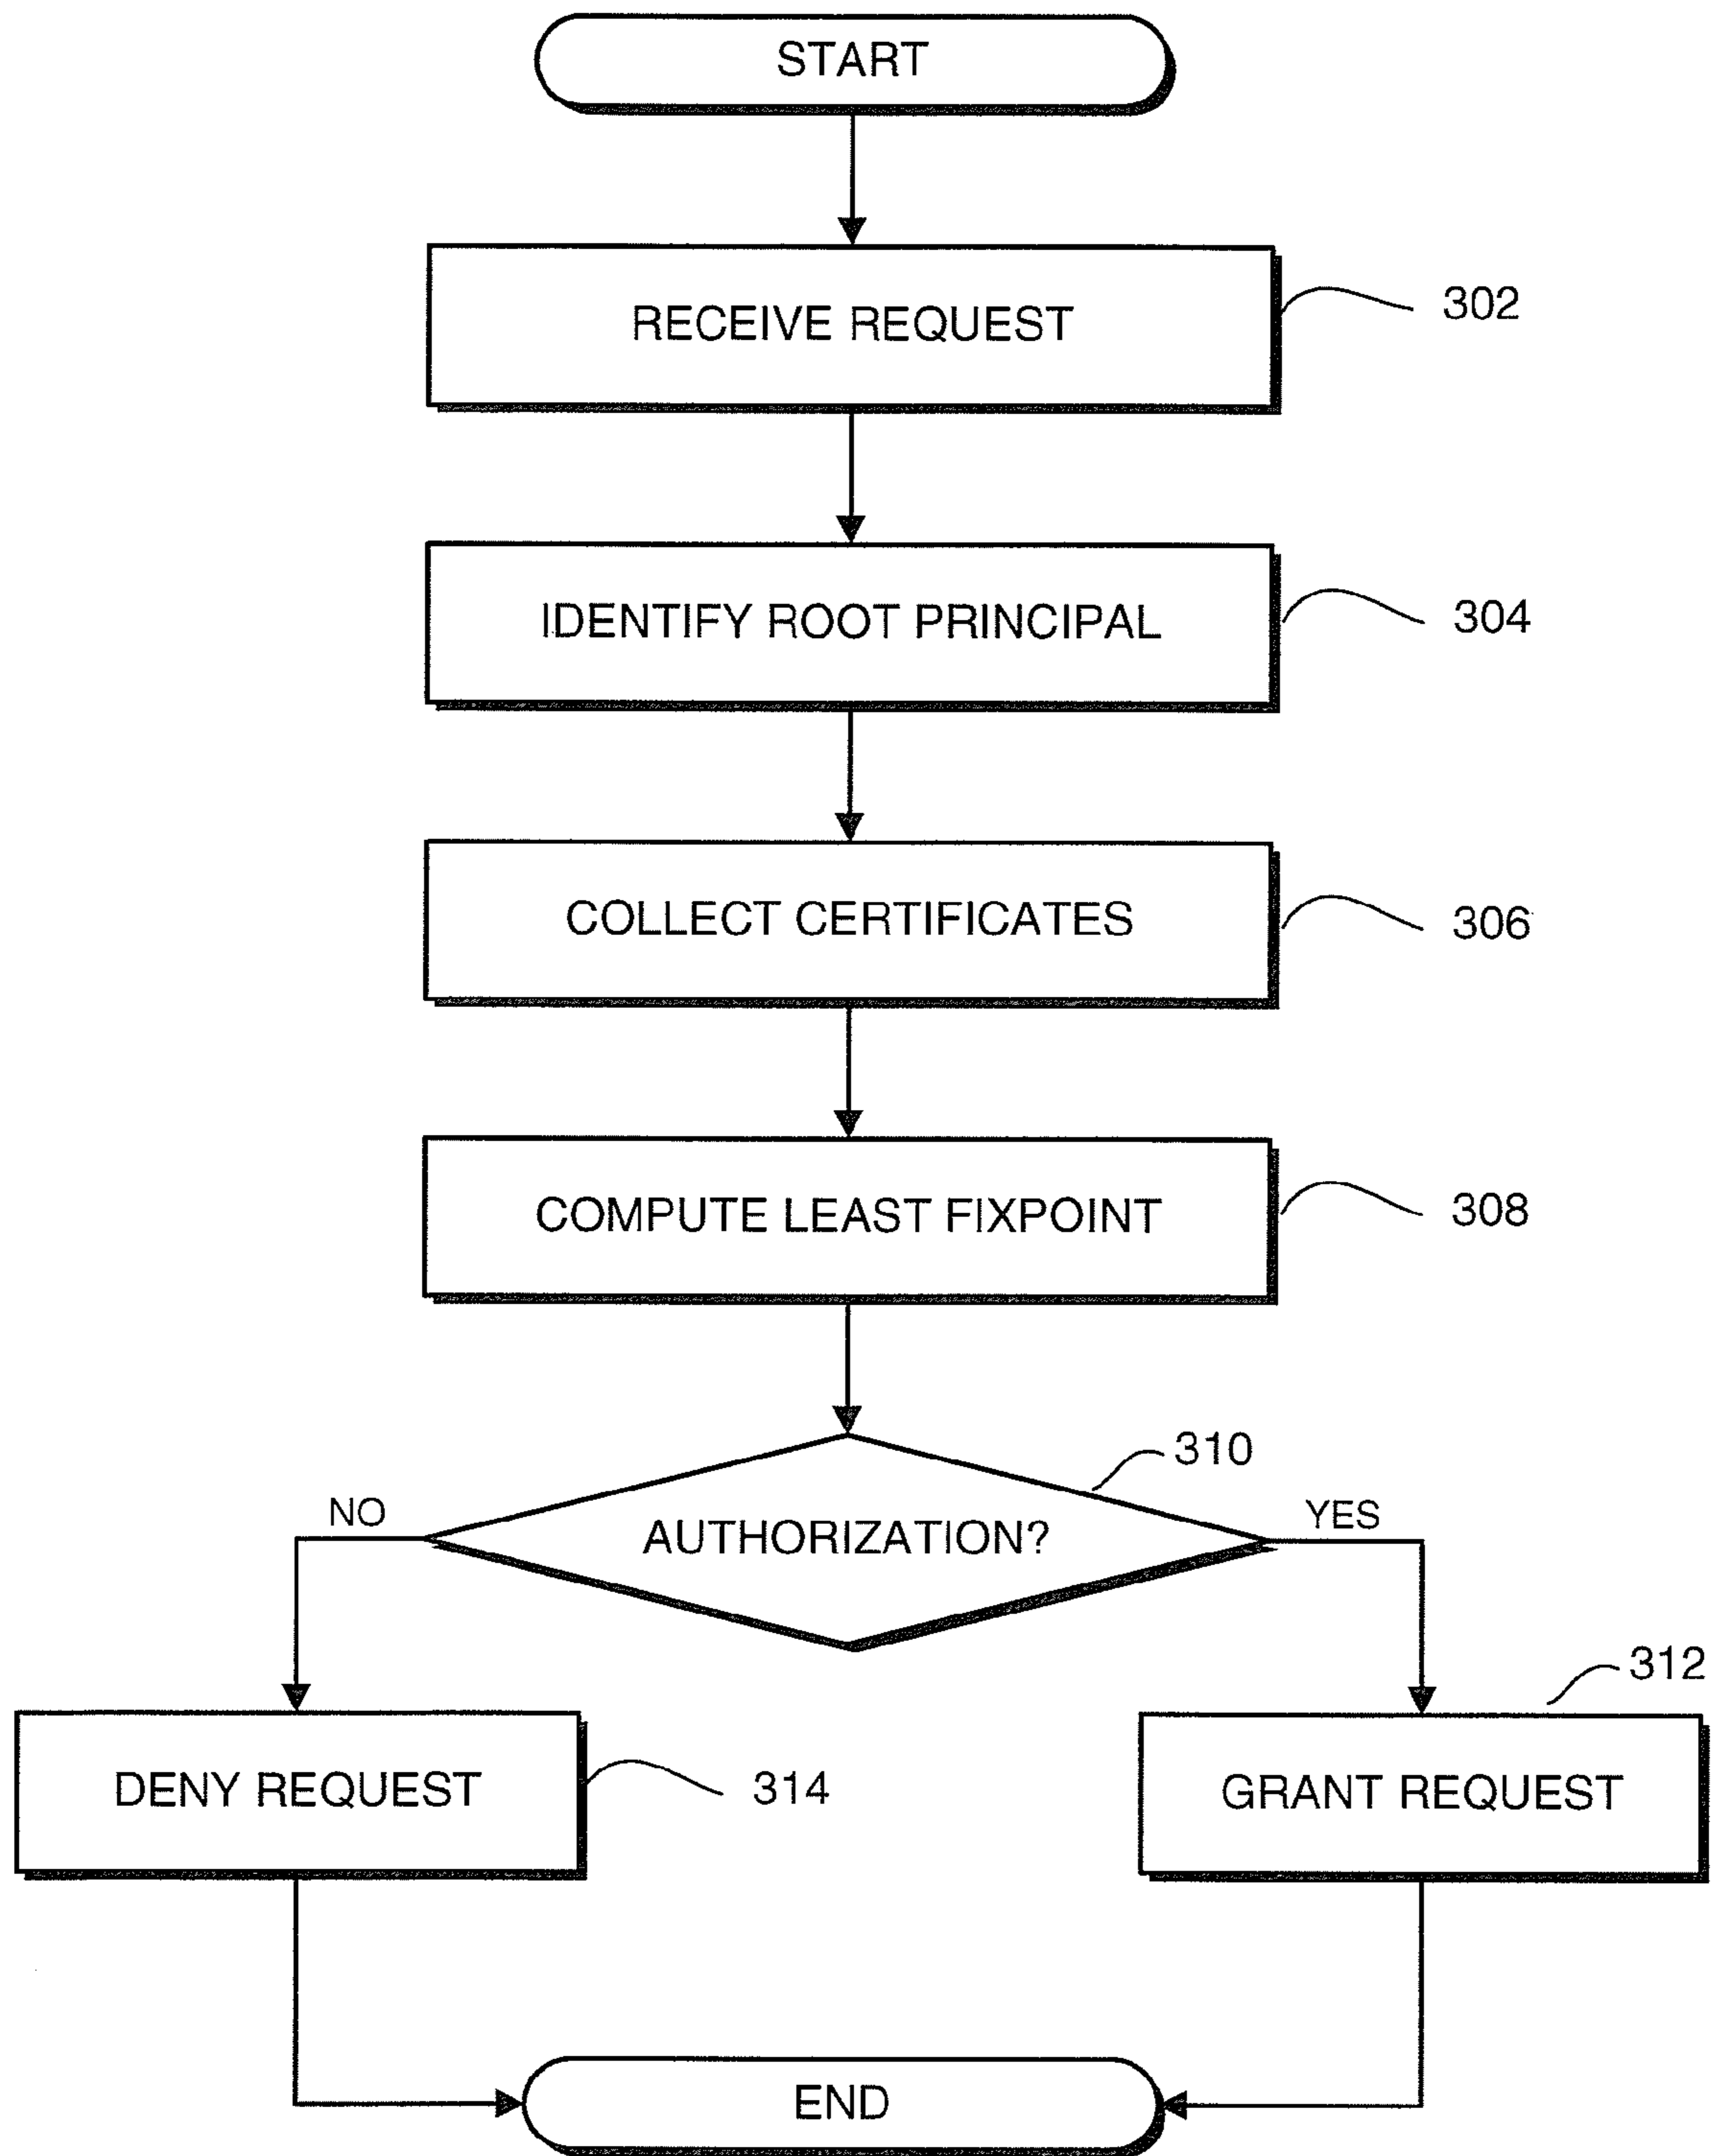 START
RECEIVE REQUEST
302
IDENTIFY ROOT PRINCIPAL
304
COLLECT CERTIFICATES
306
COMPUTE LEAST FIXPOINT
308
310
NO
AUTHORIZATION?
YES
312
DENY REQUEST
314
GRANT REQUEST
END